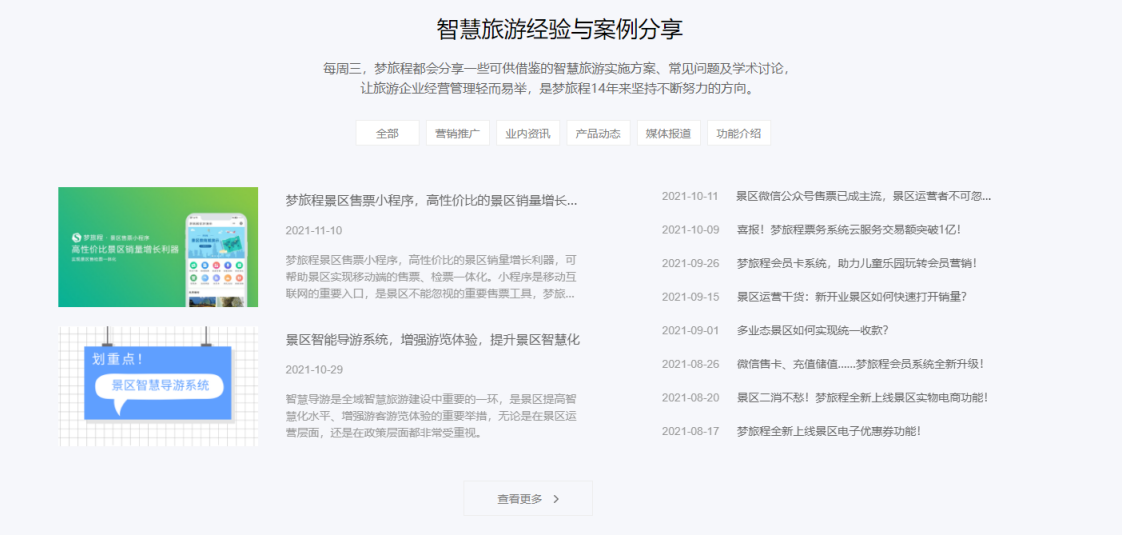 智慧旅游经验与案例分享
每周三，梦旅程都会分享一些可供借鉴的智慧旅游实施方案、常见问题及学术讨论，
让旅游企业经营管理轻而易举，是梦旅程14年来坚持不断努力的方向。
全部 营销推广 业内资讯 产品动态 媒体报道 功能介绍
梦旅程·景区售票小程序
高性价比景区销量增长利器
梦旅程景区售票小程序，高性价比的景区销量增长...
2021-11-10
梦旅程景区售票小程序，高性价比的景区销量增长利器，可
帮助景区实现移动端的售票、检票一体化。小程序是移动互
联网的重要入口，是景区不能忽视的重要售票工具，梦旅...
划重点！
景区智慧导游系统
景区智能导游系统，增强游览体验，提升景区智慧化
2021-10-29
智慧导游是全域智慧旅游建设中重要的一环，是景区提高智
慧化水平、增强游客游览体验的重要举措，无论是在景区运
营层面，还是在政策层面都非常受重视。
2021-10-11 景区微信公众号售票已成主流，景区运营者不可忽...
2021-10-09 喜报！梦旅程票务系统云服务交易额突破1亿！
2021-09-26 梦旅程会员卡系统，助力儿童乐园玩转会员营销！
2021-09-15 景区运营干货：新开业景区如何快速打开销量？
2021-09-01 多业态景区如何实现统一收款？
2021-08-26 微信售卡、充值储值......梦旅程会员系统全新升级！
2021-08-20 景区二消不愁！梦旅程全新上线景区实物电商功能！
2021-08-17 梦旅程全新上线景区电子优惠券功能！
查看更多 >